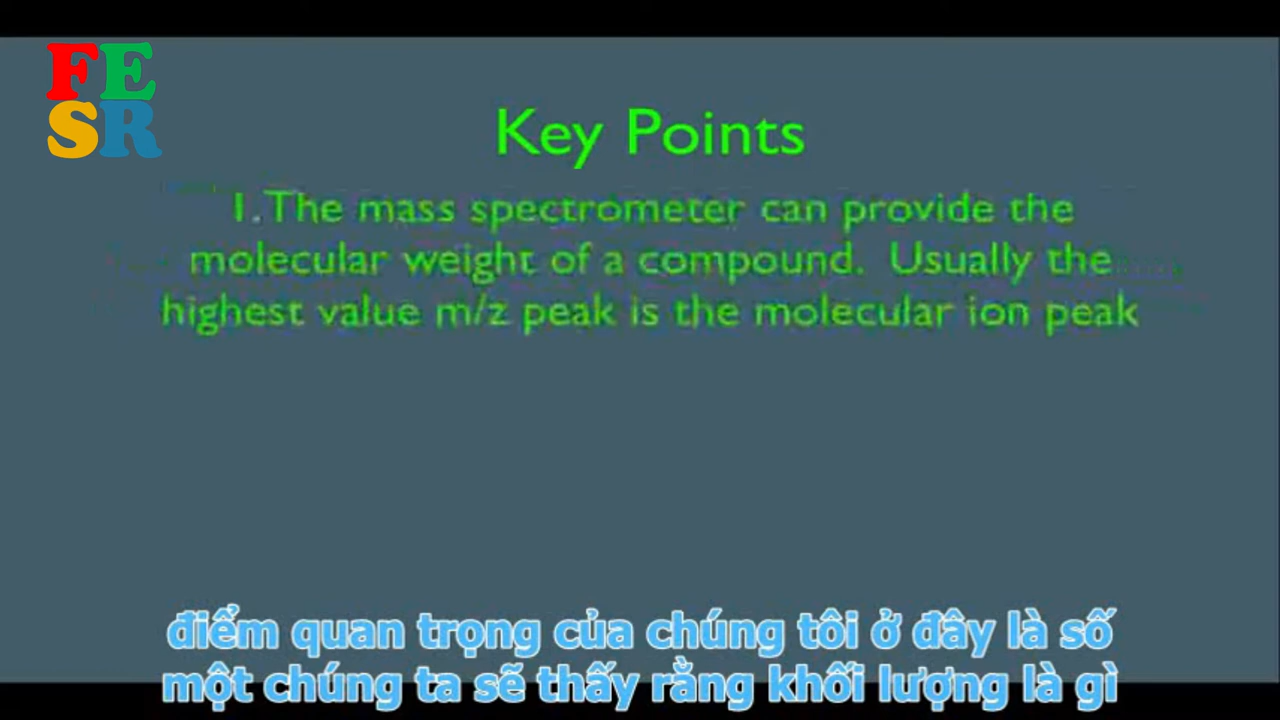 FE
SR
Key Points
1. The mass spectrometer can provide the
molecular weight of a compound. Usually the
highest value m/z peak is the molecular ion peak
điểm quan trọng của chúng tôi ở đây là số
một chúng ta sẽ thấy rằng khối lượng là gì